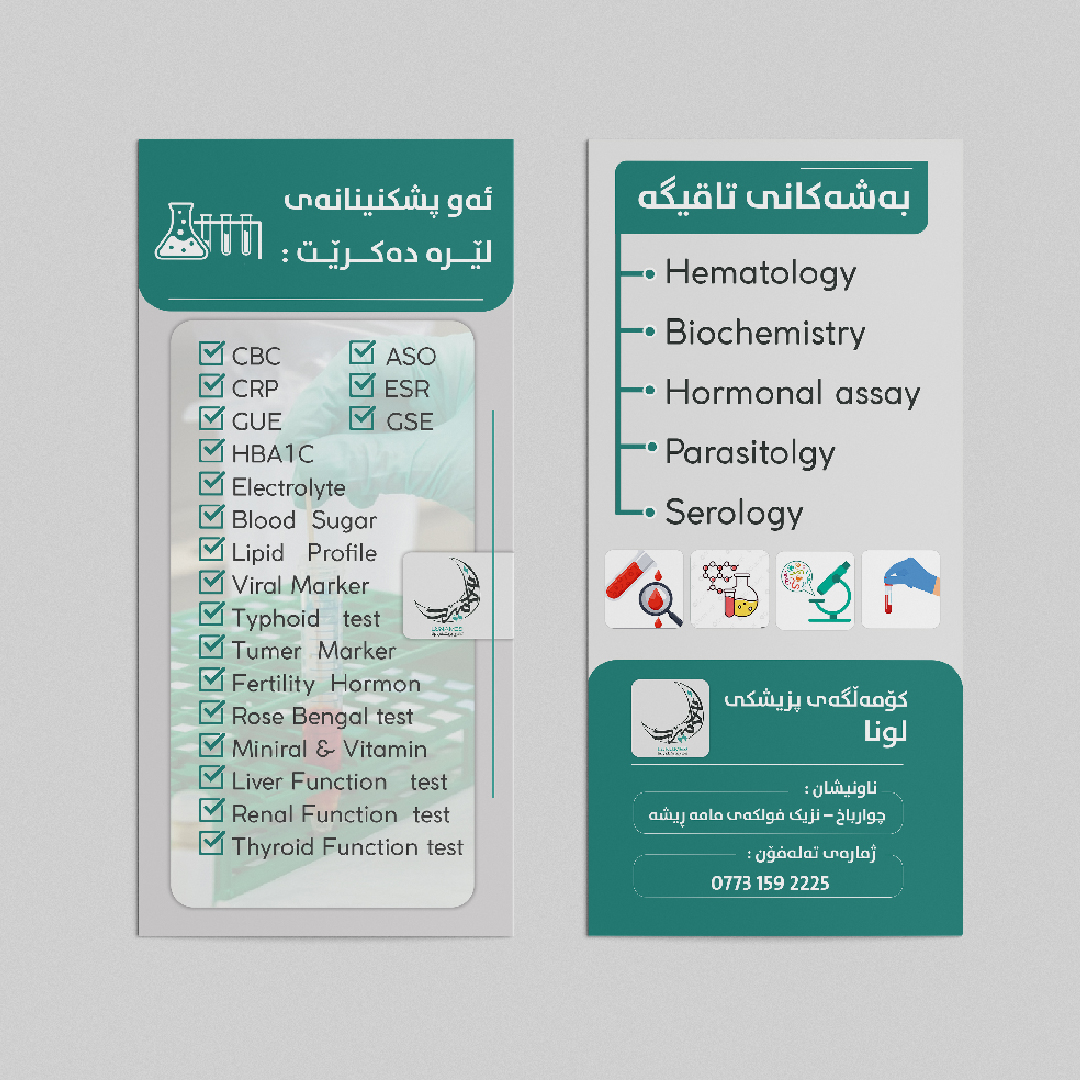 ئەو پشکنینانەی
لێرە دەکرێت :
CBC
CRP
GUE
HBA1C
Electrolyte
Blood Sugar
Lipid Profile
Viral Marker
Typhoid test
Tumer Marker
Fertility Hormon
Rose Bengal test
Miniral & Vitamin
Liver Function test
Renal Function test
Thyroid Function test
ASO
ESR
GSE
بەشەکانی تاقیگە
Hematology
Biochemistry
Hormonal assay
Parasitolgy
Serology
کۆمەڵگەی پزیشکی
لونا
ناونیشان :
چوارباخ – نزیک فولکەی مامە ڕیشە
ژمارەی تەلەفۆن :
0773 159 2225